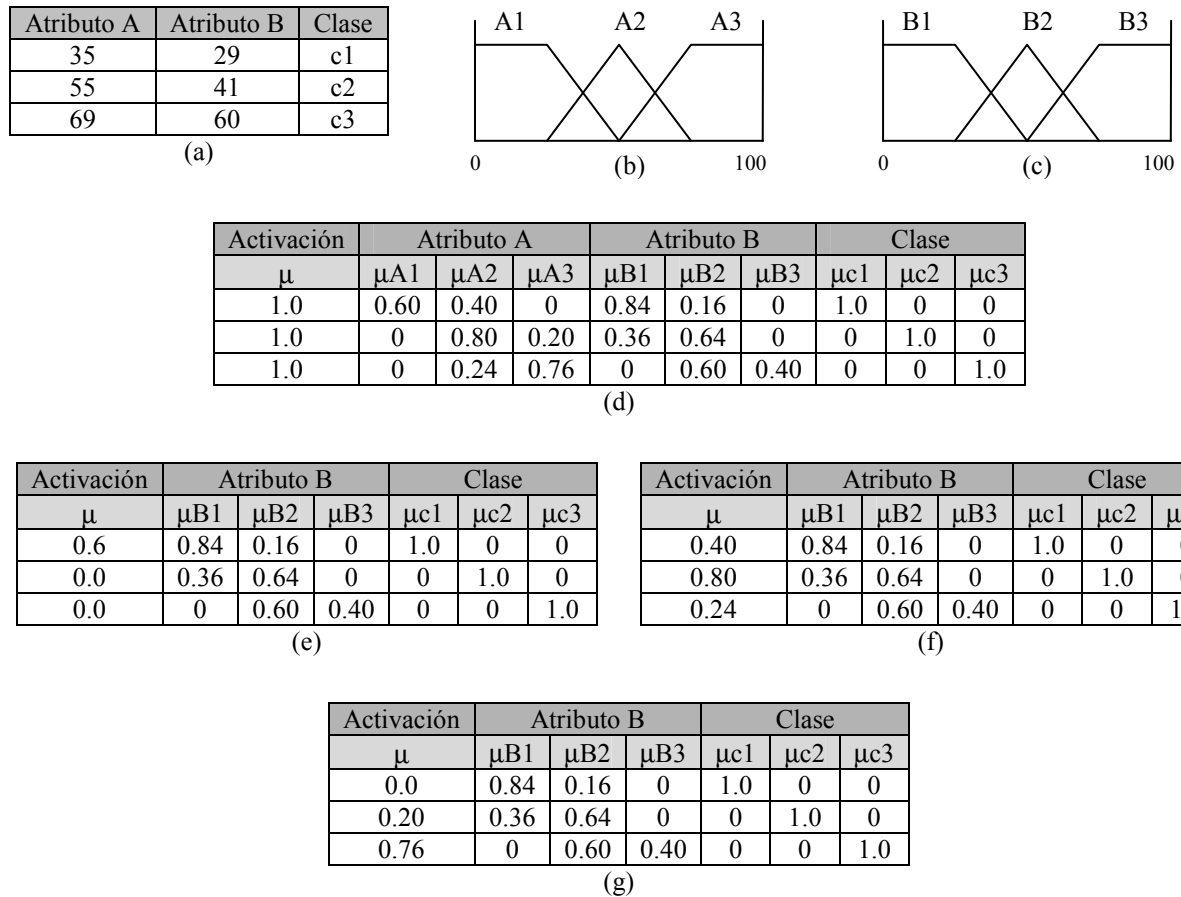 Atributo A Atributo B Clase
35 29 c1
55 41 c2
69 60 c3
(a)
A1 A2 A3
0 (b) 100
B1 B2 B3
0 (c) 100
Activación Atributo A Atributo B Clase
μ μA1 μA2 μA3 μB1 μB2 μB3 μc1 μc2 μc3
1.0 0.60 0.40 0 0.84 0.16 0 1.0 0 0
1.0 0 0.80 0.20 0.36 0.64 0 0 1.0 0
1.0 0 0.24 0.76 0 0.60 0.40 0 0 1.0
(d)
Activación Atributo B Clase
μ μB1 μB2 μB3 μc1 μc2 μc3
0.6 0.84 0.16 0 1.0 0 0
0.0 0.36 0.64 0 0 1.0 0
0.0 0 0.60 0.40 0 0 1.0
(e)
Activación Atributo B Clase
μ μB1 μB2 μB3 μc1 μc2
0.40 0.84 0.16 0 1.0 0
0.80 0.36 0.64 0 0 1.0
0.24 0 0.60 0.40 0 0
(f)
Activación Atributo B Clase
μ μB1 μB2 μB3 μc1 μc2 μc3
0.0 0.84 0.16 0 1.0 0 0
0.20 0.36 0.64 0 0 1.0 0
0.76 0 0.60 0.40 0 0 1.0
(g)